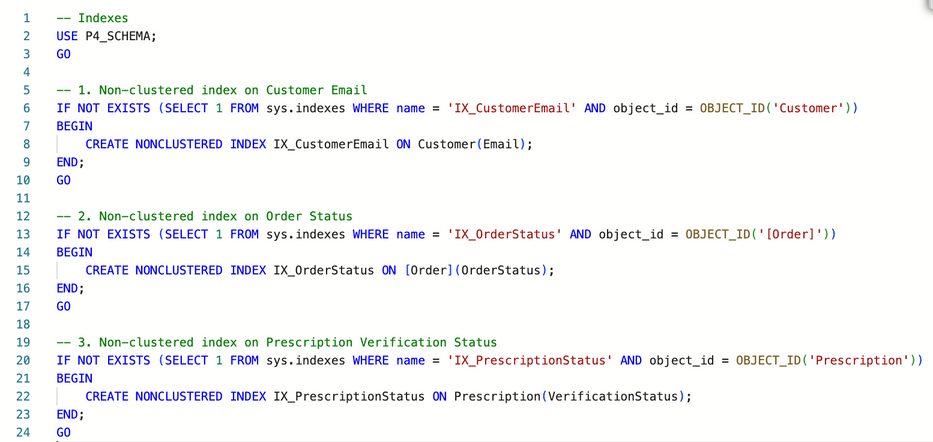 1 -- Indexes
2 USE P4_SCHEMA;
3 GO
4
5 -- 1. Non-clustered index on Customer Email
6 IF NOT EXISTS (SELECT 1 FROM sys.indexes WHERE name = 'IX_CustomerEmail' AND object_id = OBJECT_ID('Customer'))
7 BEGIN
8     CREATE NONCLUSTERED INDEX IX_CustomerEmail ON Customer(Email);
9 END;
10 GO
11
12 -- 2. Non-clustered index on Order Status
13 IF NOT EXISTS (SELECT 1 FROM sys.indexes WHERE name = 'IX_OrderStatus' AND object_id = OBJECT_ID('[Order]'))
14 BEGIN
15     CREATE NONCLUSTERED INDEX IX_OrderStatus ON [Order](OrderStatus);
16 END;
17 GO
18
19 -- 3. Non-clustered index on Prescription Verification Status
20 IF NOT EXISTS (SELECT 1 FROM sys.indexes WHERE name = 'IX_PrescriptionStatus' AND object_id = OBJECT_ID('Prescription'))
21 BEGIN
22     CREATE NONCLUSTERED INDEX IX_PrescriptionStatus ON Prescription(VerificationStatus);
23 END;
24 GO